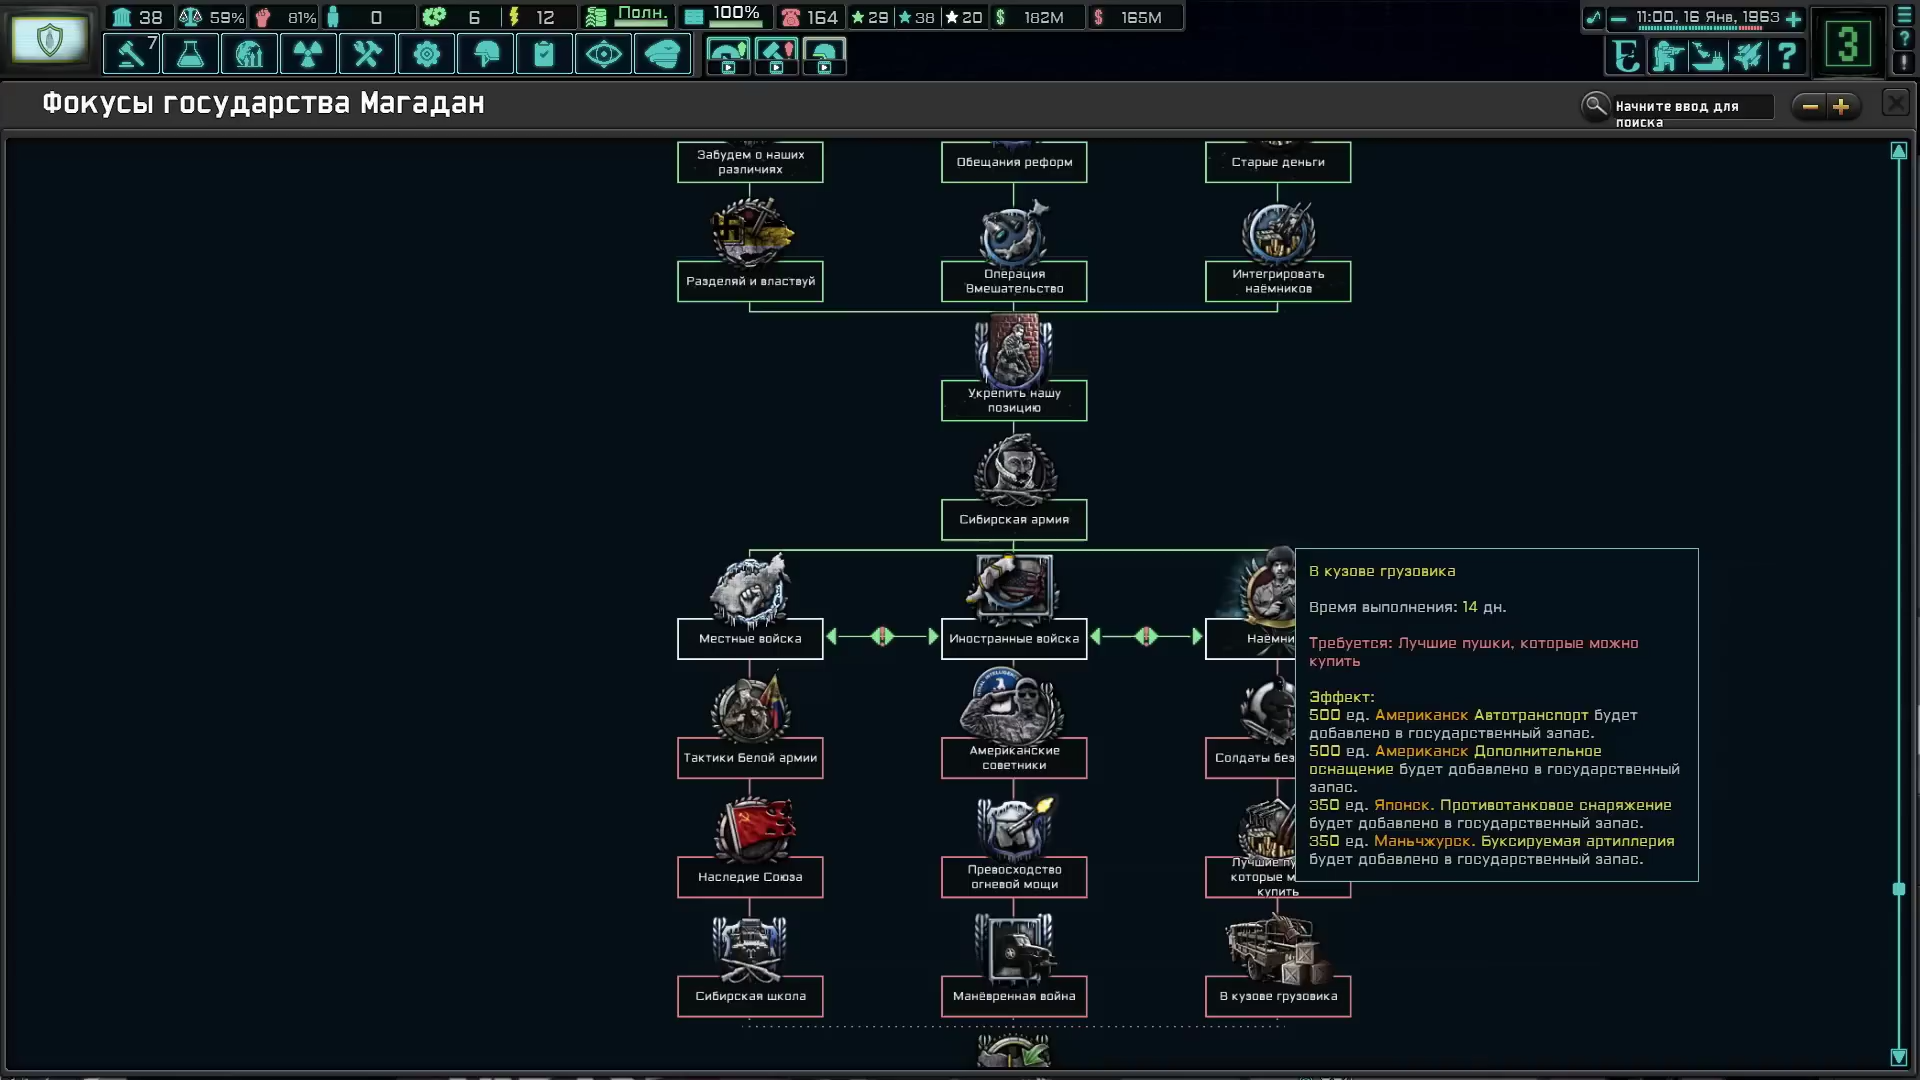 38 59% 81% 0 6 12 Полн. 100% 164 29 38 20 $ 182M $ 165M
11:00, 16 Янв, 1963
7
3
Фокусы государства Магадан
Начните ввод для
поиска
Забудем о наших
различиях
Обещания реформ
Старые деньги
Разделяй и властвуй
Операция
Вмешательство
Интегрировать
наёмников
Укрепить нашу
позицию
Сибирская армия
Местные войска
Иностранные войска
Тактики Белой армии
Американские
советники
Наследие Союза
Превосходство
огневой мощи
которые
купить
Сибирская школа
Манёвренная война
В кузове грузовика
В кузове грузовика
Время выполнения: 14 дн.
Требуется: Лучшие пушки, которые можно
купить
Эффект:
500 ед. Американск Автотранспорт будет
добавлено в государственный запас.
500 ед. Американск Дополнительное
оснащение будет добавлено в государственный
запас.
350 ед. Японск. Противотанковое снаряжение
будет добавлено в государственный запас.
350 ед. Маньчжурск. Буксируемая артиллерия
будет добавлено в государственный запас.